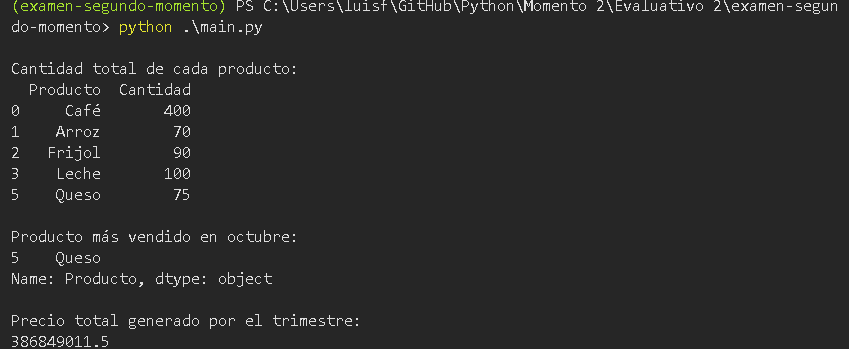 (examen-segundo-momento) PS C:\Users\luisf\GitHub\Python\Momento 2\Evaluativo 2\examen-segun
do-momento> python .\main.py
Cantidad total de cada producto:
Producto Cantidad
0 Café 400
1 Arroz 70
2 Frijol 90
3 Leche 100
5 Queso 75
Producto más vendido en octubre:
5 Queso
Name: Producto, dtype: object
Precio total generado por el trimestre:
386849011.5